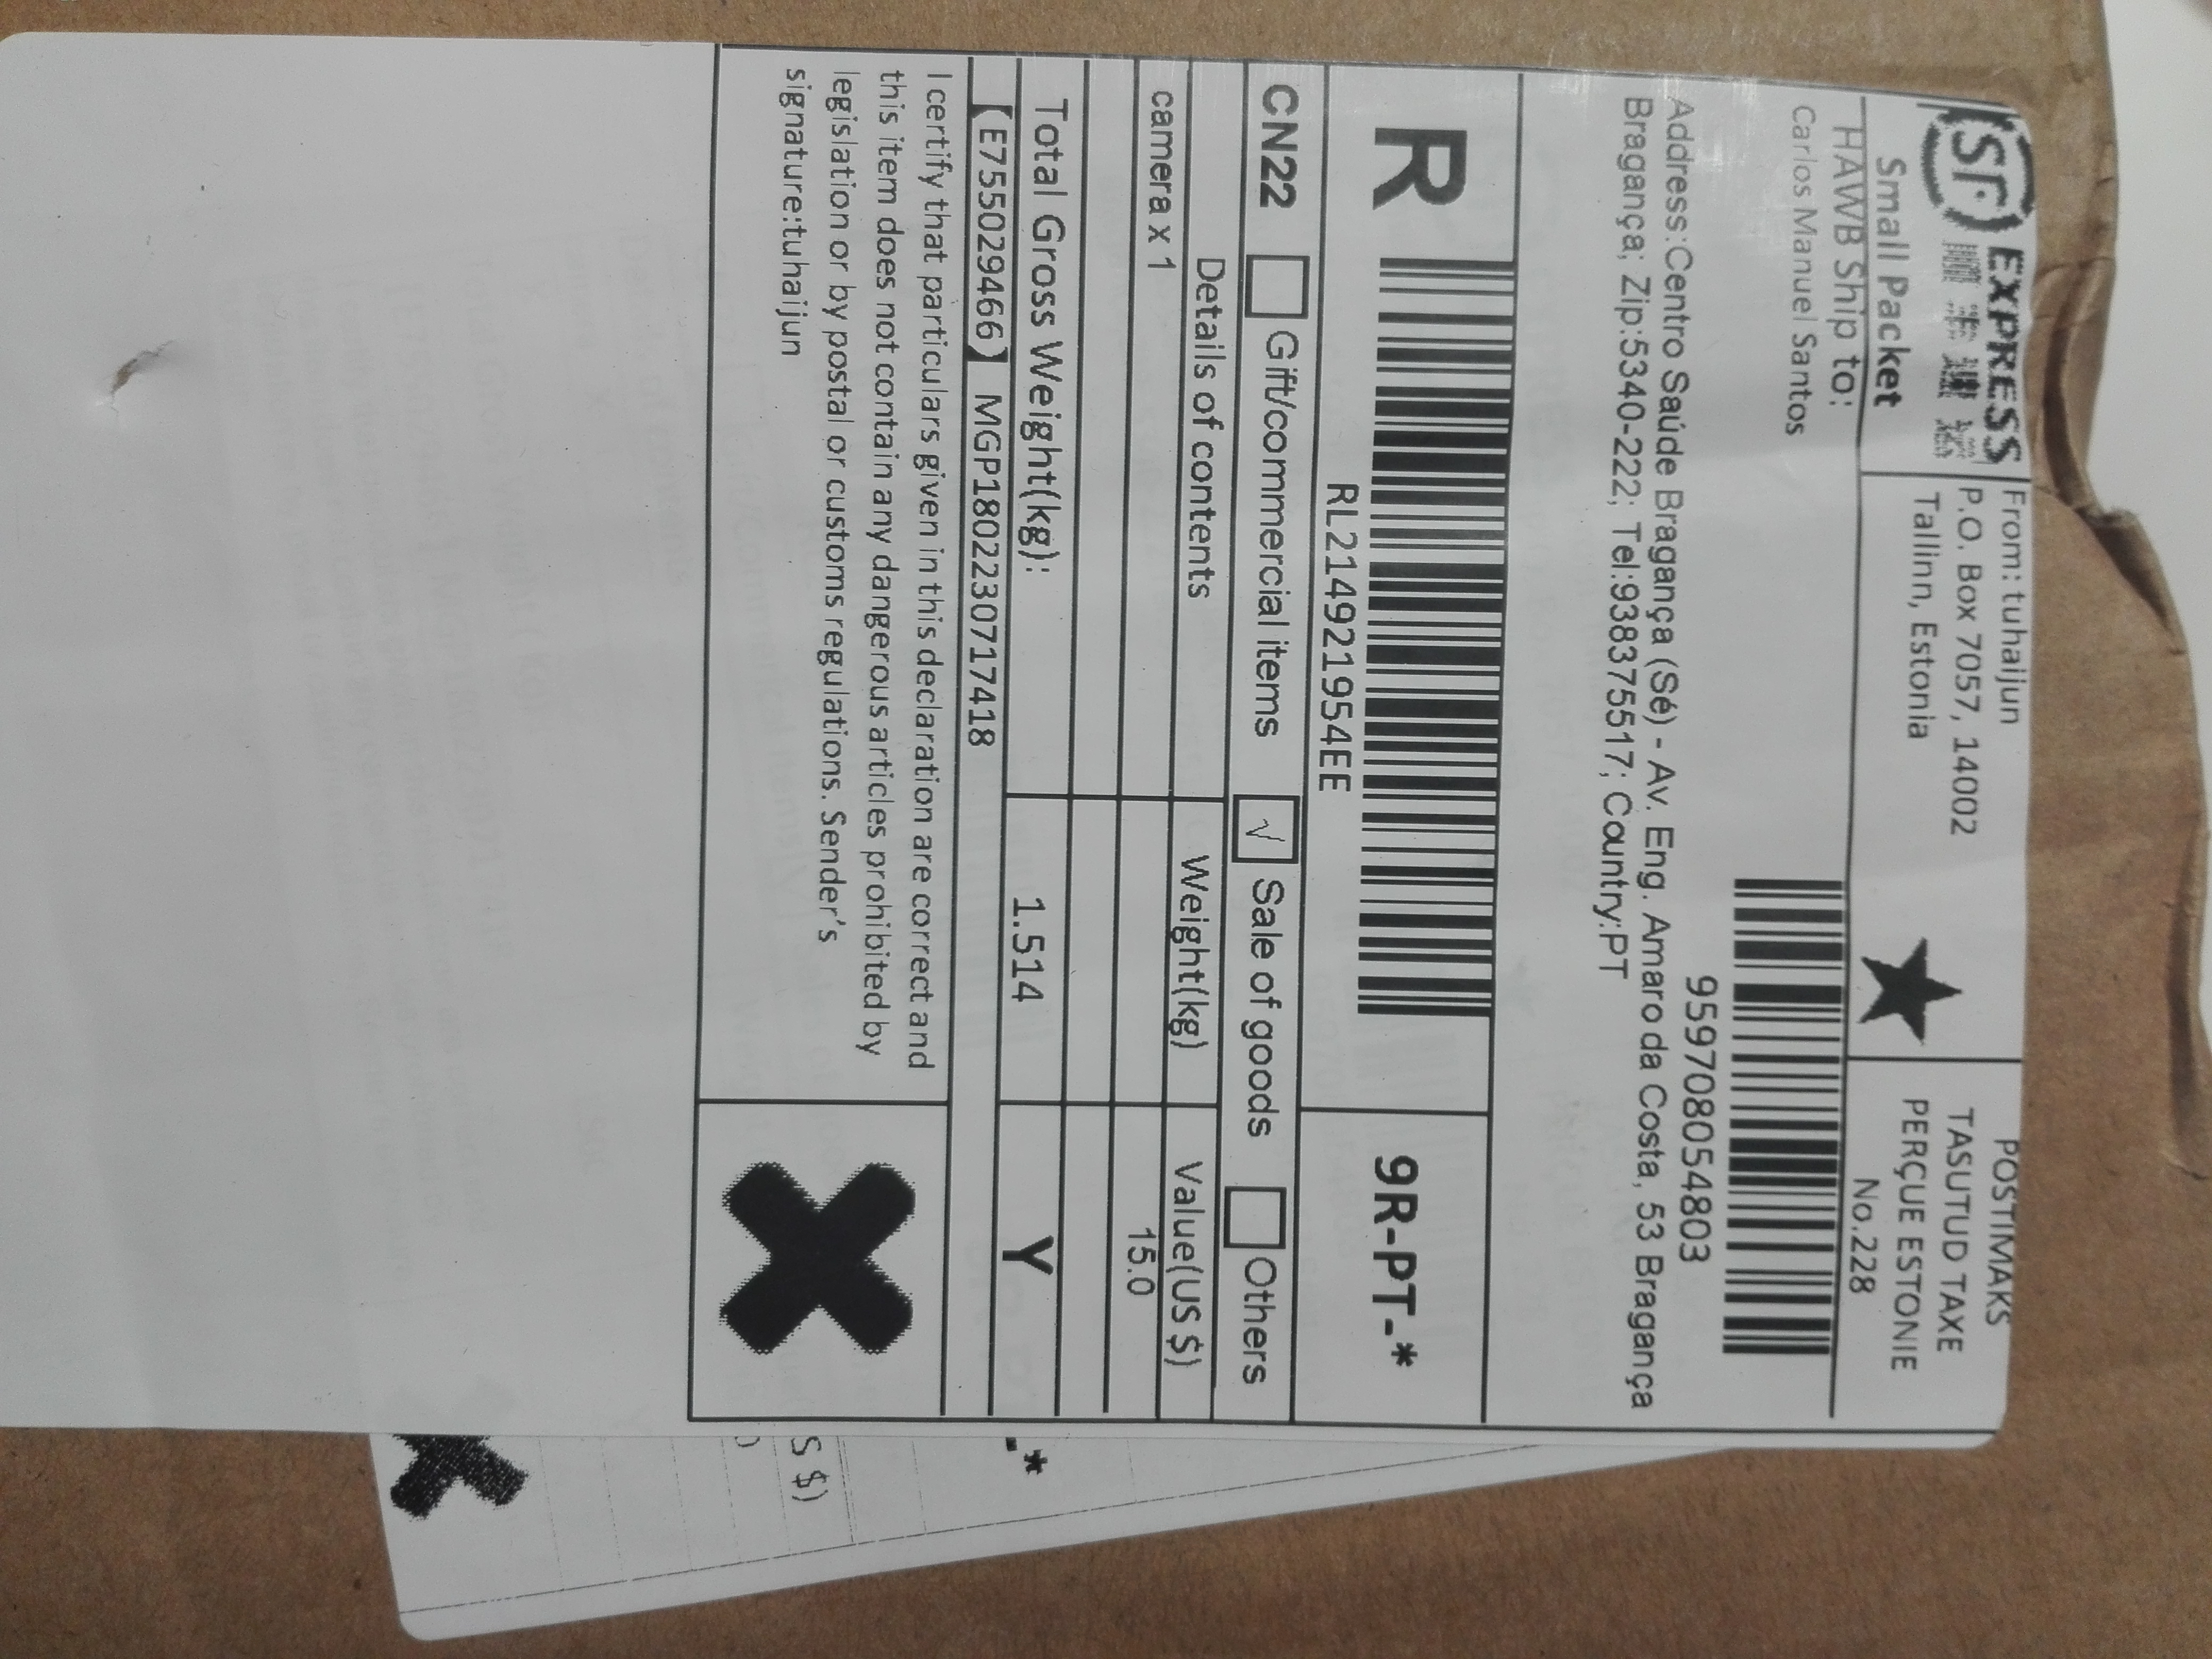 SF EXPRESS
Small Packet
From: tuhaijun
P.O. Box 7057, 14002
Tallinn, Estonia
POSTIMAKS
TASUTUD TAXE
PERÇUE ESTONIE
No.228
HAWB Ship to:
Carlos Manuel Santos
959708054803
Address:Centro Saúde Bragança (Sé) - Av. Eng. Amaro da Costa, 53 Bragança
Bragança; Zip:5340-222; Tel:938375517; Country:PT
R
RL214921954EE
9R-PT-*
CN22 Gift/commercial items √ Sale of goods Others
Details of contents Weight(kg) Value(US $)
camera x 1 15.0
Total Gross Weight(kg): 1.514 Y
【E755029466】 MGP1802230717418
I certify that particulars given in this declaration are correct and
this item does not contain any dangerous articles prohibited by
legislation or by postal or customs regulations. Sender's
signature:tuhaijun
-*
S $)